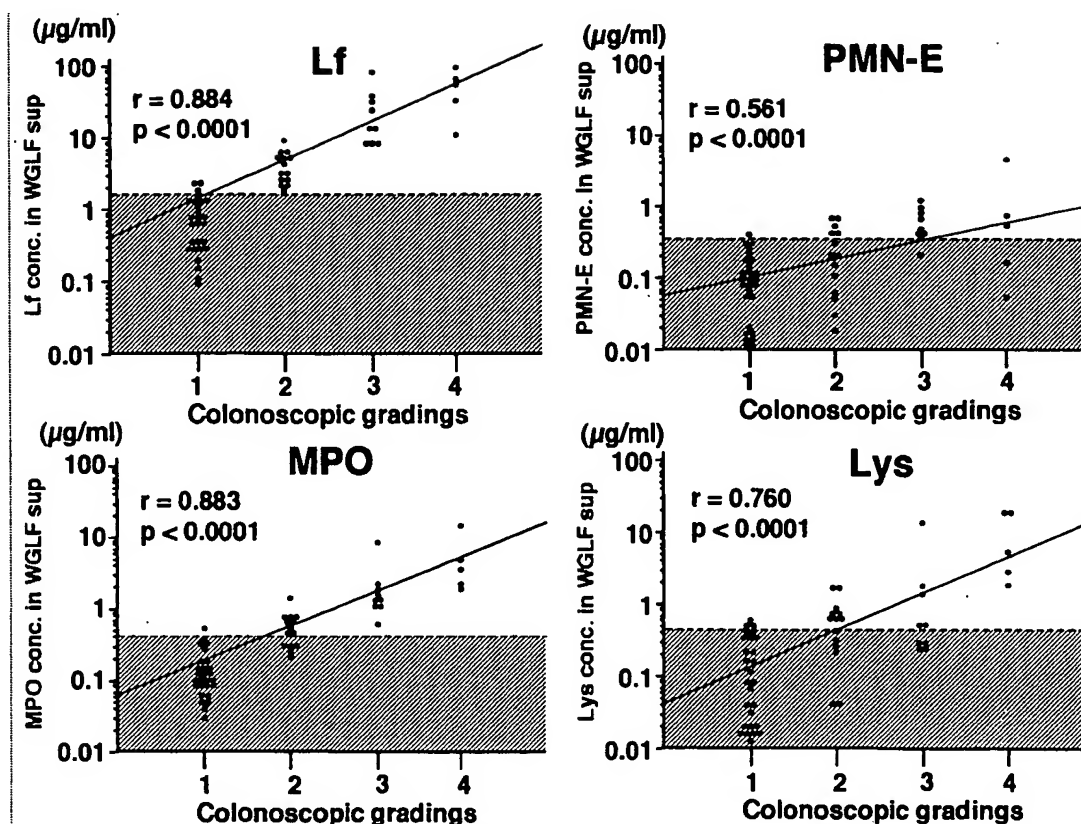 (µg/ml)
Lf
r = 0.884
p < 0.0001
100
10
1
0.1
0.01
Lf conc. in WGLF sup
1 2 3 4
Colonoscopic gradings
(µg/ml)
PMN-E
r = 0.561
p < 0.0001
100
10
1
0.1
0.01
PMN-E conc. in WGLF sup
1 2 3 4
Colonoscopic gradings
(µg/ml)
MPO
r = 0.883
p < 0.0001
100
10
1
0.1
0.01
MPO conc. in WGLF sup
1 2 3 4
Colonoscopic gradings
(µg/ml)
Lys
r = 0.760
p < 0.0001
100
10
1
0.1
0.01
Lys conc. in WGLF sup
1 2 3 4
Colonoscopic gradings